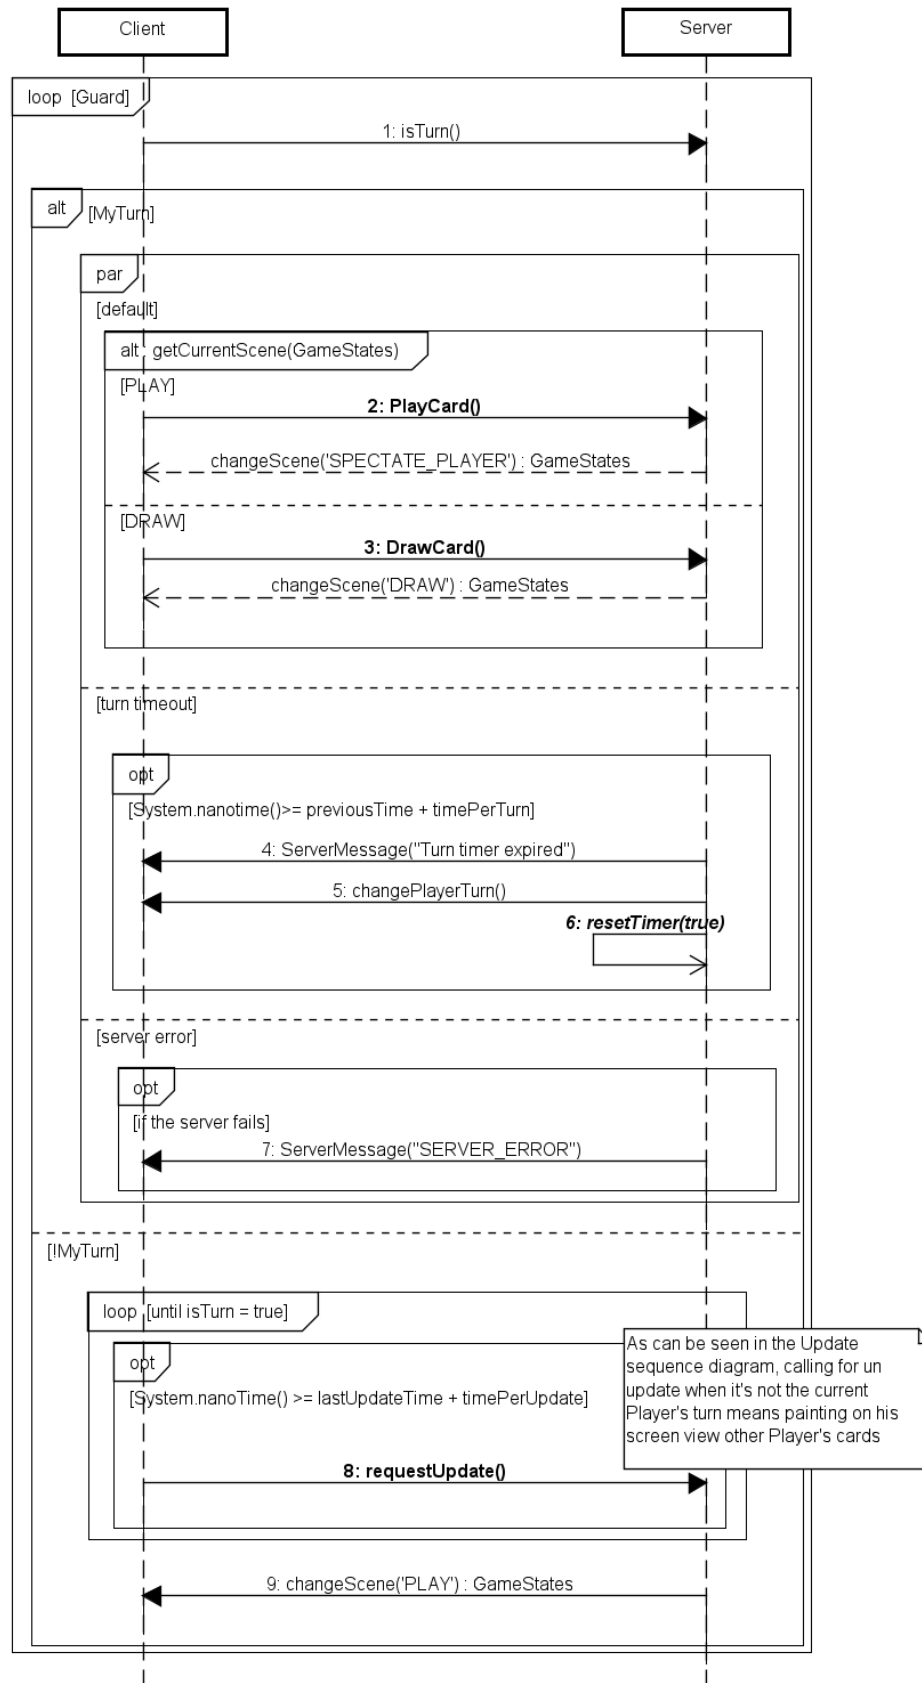 Client
Server
loop [Guard]
1: isTurn()
alt
[MyTurn]
par
[default]
alt getCurrentScene(GameStates)
[PLAY]
2: PlayCard()
changeScene('SPECTATE_PLAYER') : GameStates
[DRAW]
3: DrawCard()
changeScene('DRAW') : GameStates
[turn timeout]
opt
[System.nanotime()>= previousTime + timePerTurn]
4: ServerMessage("Turn timer expired")
5: changePlayerTurn()
6: resetTimer(true)
[server error]
opt
[if the server fails]
7: ServerMessage("SERVER_ERROR")
[!MyTurn]
loop [until isTurn = true]
opt
[System.nanoTime() >= lastUpdateTime + timePerUpdate]
As can be seen in the Update
sequence diagram, calling for un
update when it's not the current
Player's turn means painting on his
screen view other Player's cards
8: requestUpdate()
9: changeScene('PLAY') : GameStates